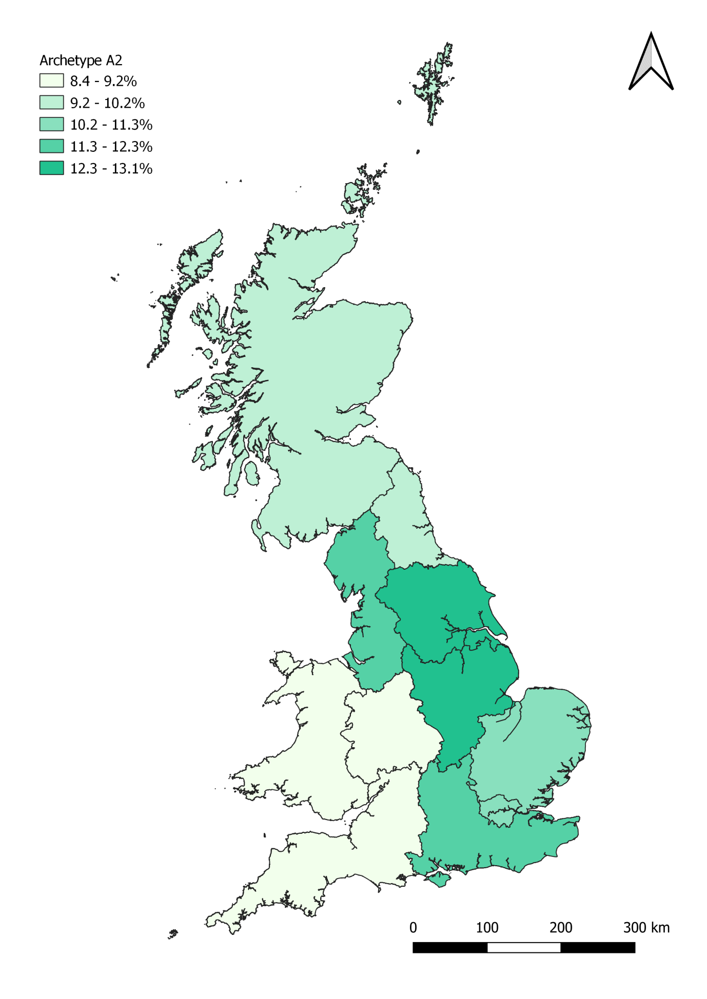 Archetype A2
8.4 - 9.2%
9.2 - 10.2%
10.2 - 11.3%
11.3 - 12.3%
12.3 - 13.1%
0 100 200 300 km